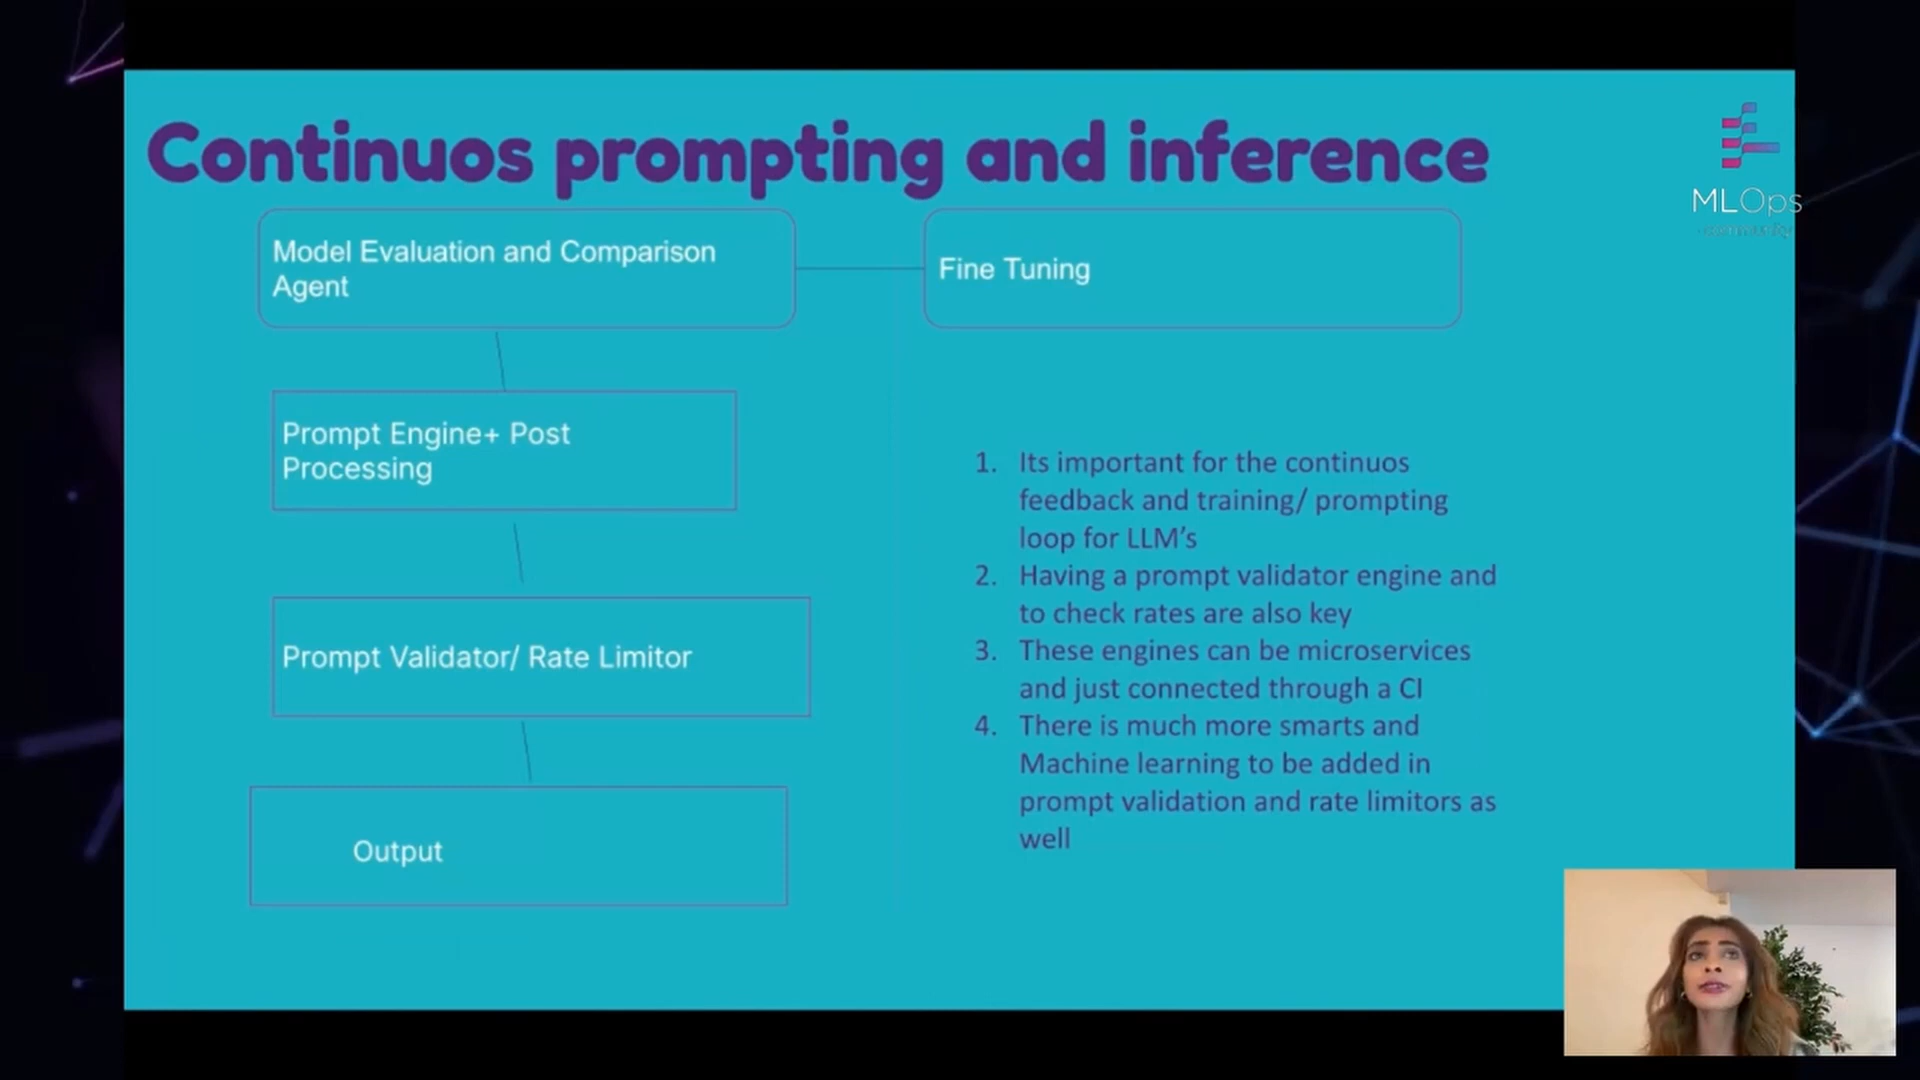 Continuos prompting and inference
MLOps
Model Evaluation and Comparison
Agent
Fine Tuning
Prompt Engine+ Post
Processing
Prompt Validator/ Rate Limitor
Output
1. Its important for the continuos
feedback and training/ prompting
loop for LLM’s
2. Having a prompt validator engine and
to check rates are also key
3. These engines can be microservices
and just connected through a CI
4. There is much more smarts and
Machine learning to be added in
prompt validation and rate limitors as
well